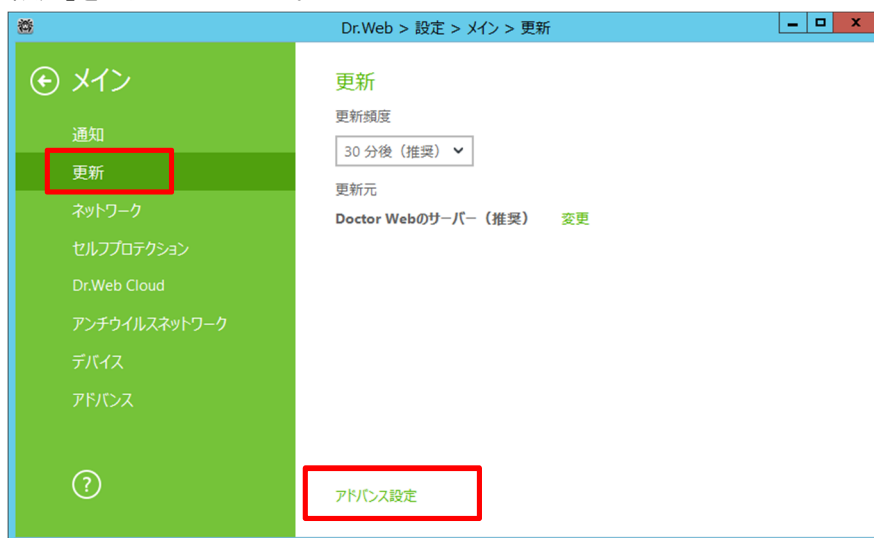 Dr.Web > 設定 > メイン > 更新
メイン
通知
更新
ネットワーク
セルフプロテクション
Dr.Web Cloud
アンチウイルスネットワーク
デバイス
アドバンス
?
更新
更新頻度
30 分後（推奨）
更新元
Doctor Webのサーバー（推奨） 変更
アドバンス設定